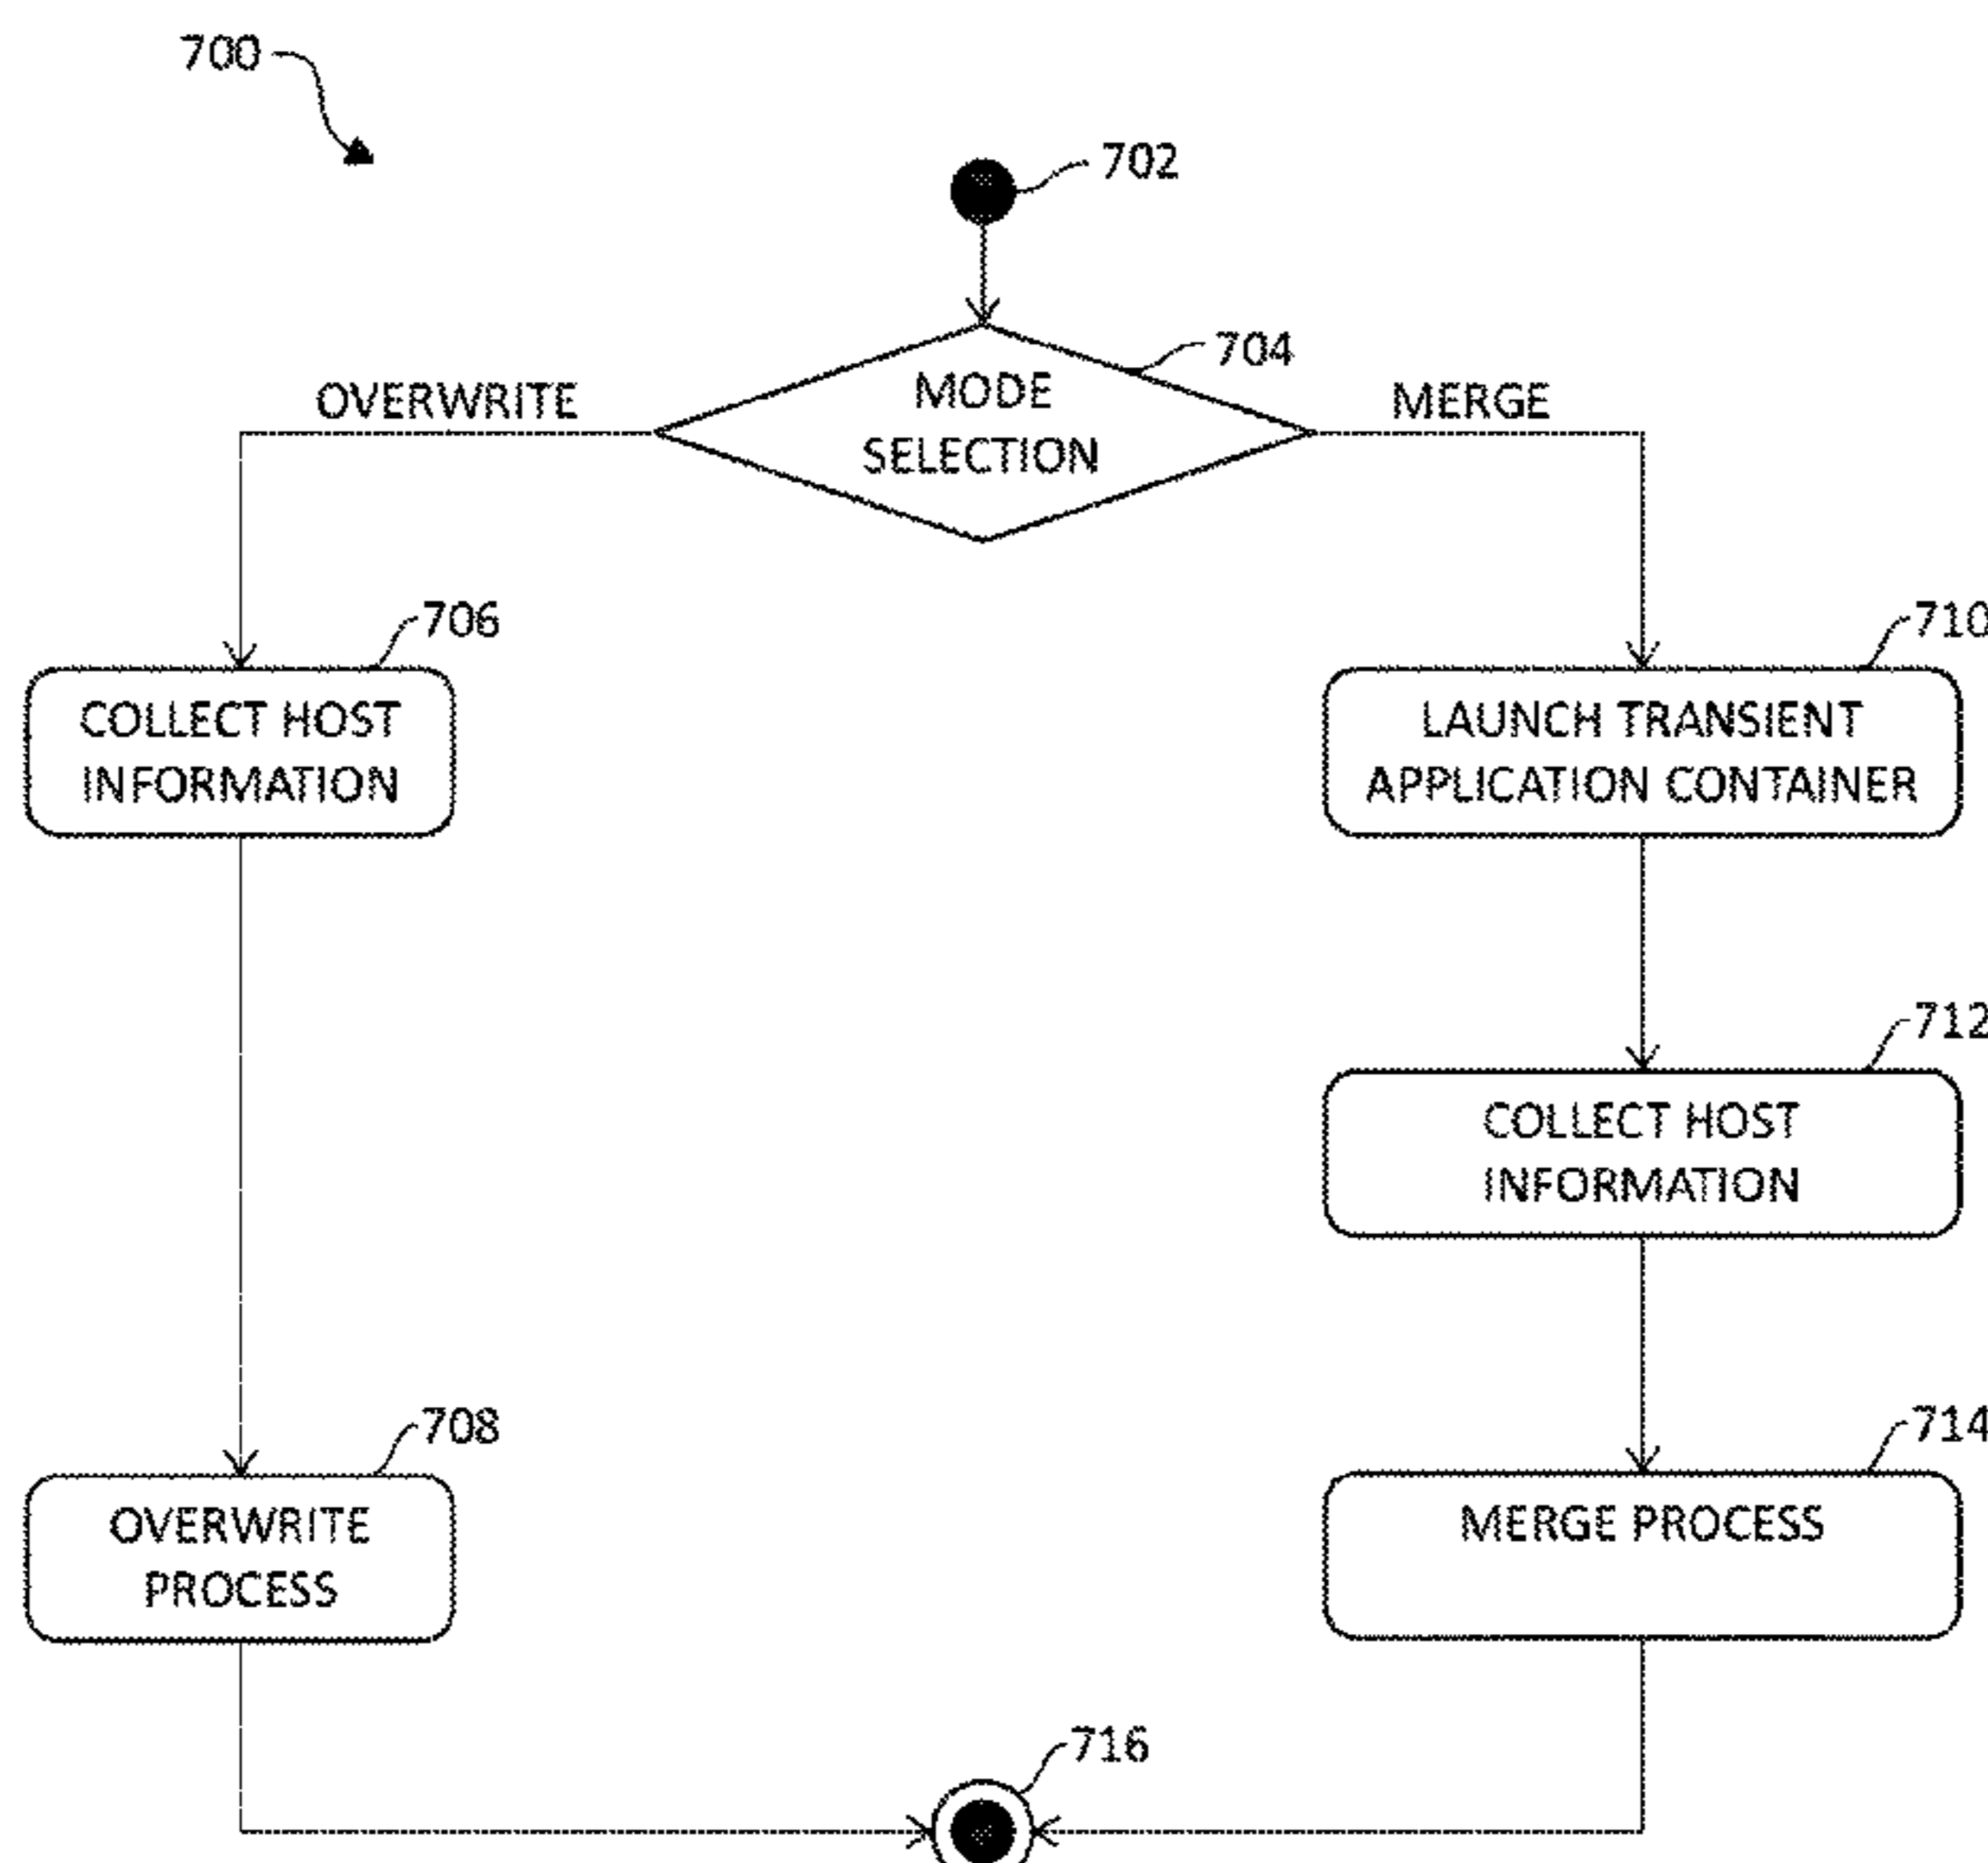 700
702
704
MODE
SELECTION
OVERWRITE
MERGE
706
710
COLLECT HOST
INFORMATION
LAUNCH TRANSIENT
APPLICATION CONTAINER
712
COLLECT HOST
INFORMATION
708
714
OVERWRITE
PROCESS
MERGE PROCESS
716